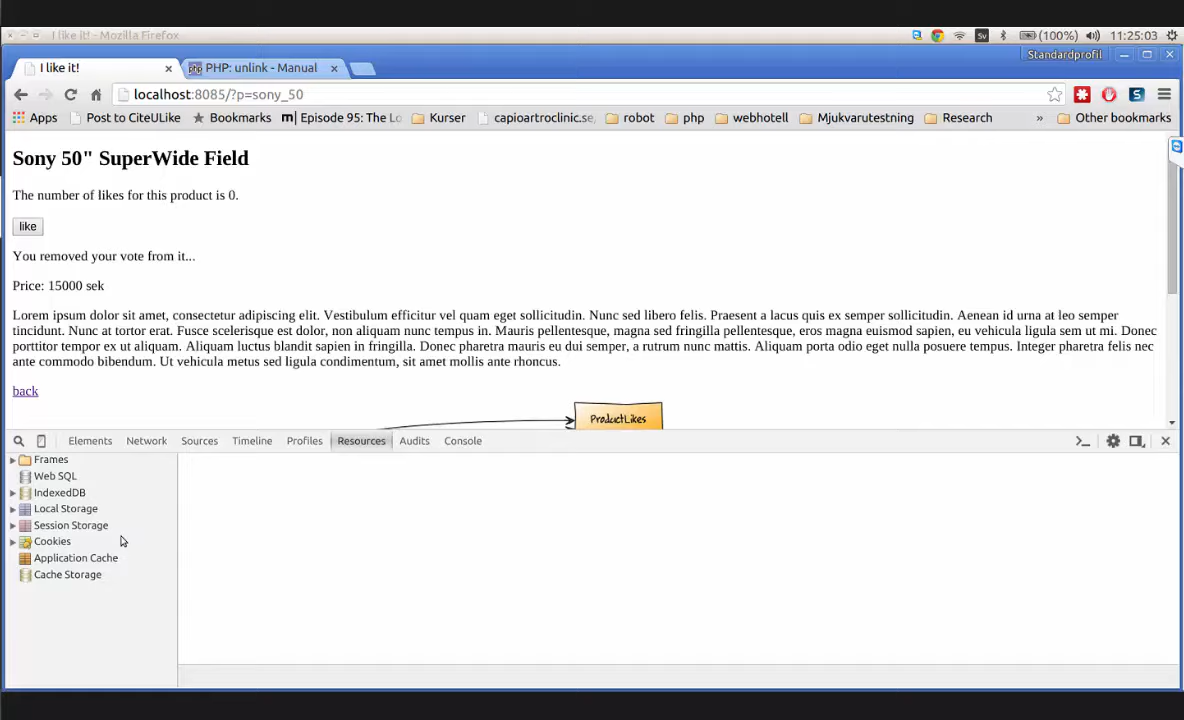 I like it! - Mozilla Firefox
Sv
(100%)
11:25:03
Standardprofil
I like it!
php PHP: unlink - Manual
localhost:8085/?p=sony_50
Apps
Post to CiteULike
Bookmarks
m| Episode 95: The Lo
Kurser
capioartroclinic.se,
robot
php
webhotell
Mjukvarutestning
Research
»
Other bookmarks
Sony 50" SuperWide Field
The number of likes for this product is 0.
like
You removed your vote from it...
Price: 15000 sek
Lorem ipsum dolor sit amet, consectetur adipiscing elit. Vestibulum efficitur vel quam eget sollicitudin. Nunc sed libero felis. Praesent a lacus quis ex semper sollicitudin. Aenean id urna at leo semper
tincidunt. Nunc at tortor erat. Fusce scelerisque est dolor, non aliquam nunc tempus in. Mauris pellentesque, magna sed fringilla pellentesque, eros magna euismod sapien, eu vehicula ligula sem ut mi. Donec
porttitor tempor ex ut aliquam. Aliquam luctus blandit sapien in fringilla. Donec pharetra mauris eu dui semper, a rutrum nunc mattis. Aliquam porta odio eget nulla posuere tempus. Integer pharetra felis nec
ante commodo bibendum. Ut vehicula metus sed ligula condimentum, sit amet mollis ante rhoncus.
back
ProductLikes
Elements
Network
Sources
Timeline
Profiles
Resources
Audits
Console
Frames
Web SQL
IndexedDB
Local Storage
Session Storage
Cookies
Application Cache
Cache Storage